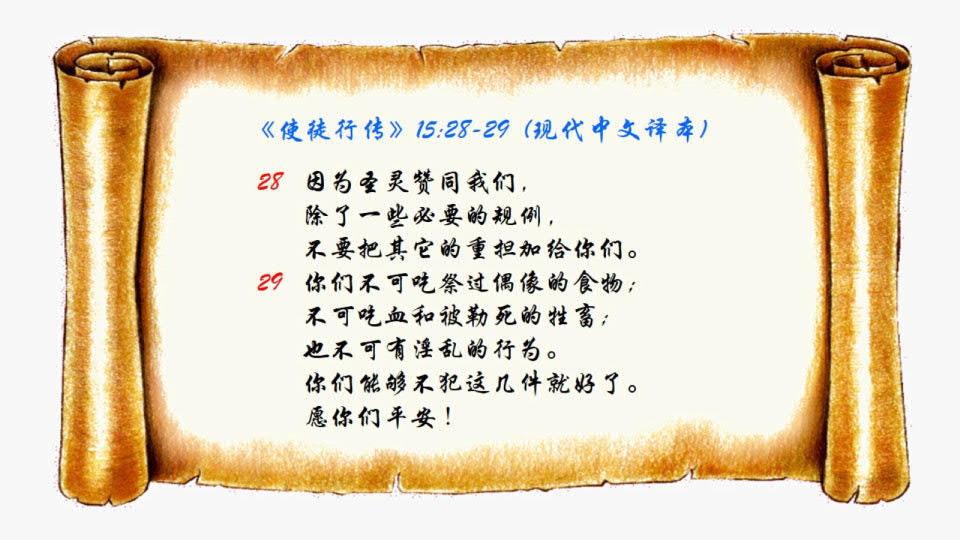 《使徒行传》15:28-29 (现代中文译本)
28 因为圣灵赞同我们，
除了一些必要的规例，
不要把其它的重担加给你们。
29 你们不可吃祭过偶像的食物；
不可吃血和被勒死的牲畜；
也不可有淫乱的行为。
你们能够不犯这几件就好了。
愿你们平安！